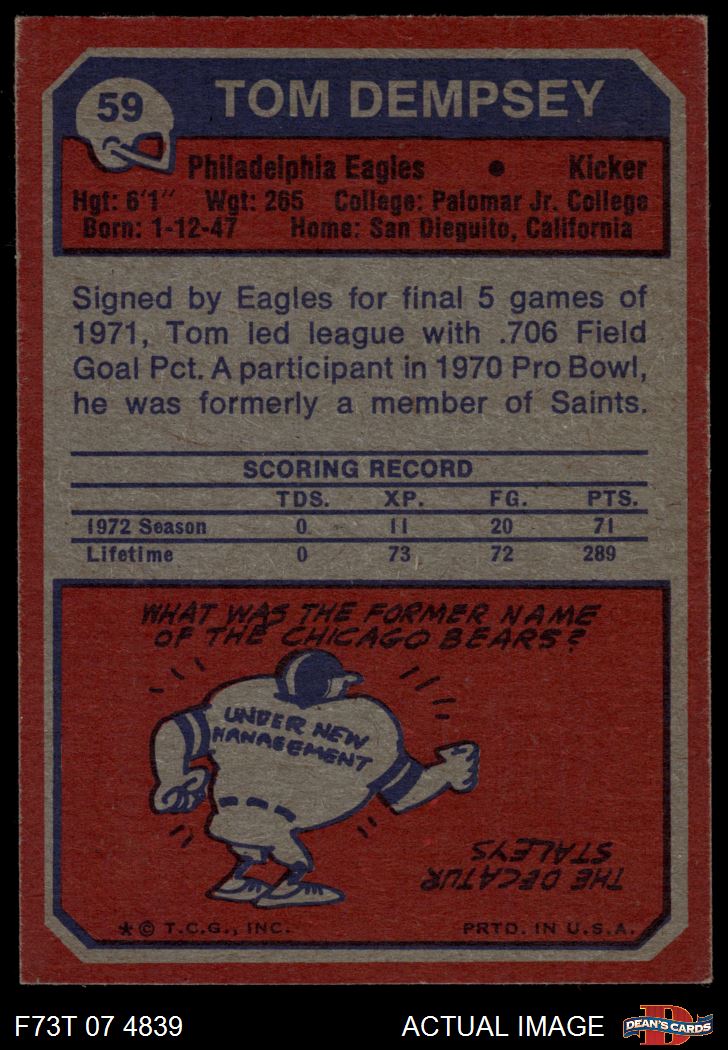 59
TOM DEMPSEY
Philadelphia Eagles • Kicker
Hgt: 6'1" Wgt: 265 College: Palomar Jr. College
Born: 1-12-47 Home: San Dieguito, California
Signed by Eagles for final 5 games of
1971, Tom led league with .706 Field
Goal Pct. A participant in 1970 Pro Bowl,
he was formerly a member of Saints.
SCORING RECORD
TDS. XP. FG. PTS.
1972 Season 0 11 20 71
Lifetime 0 73 72 289
WHAT WAS THE FORMER NAME
OF THE CHICAGO BEARS?
UNDER NEW
MANAGEMENT
THE DECATUR
STALEYS
*© T.C.G., INC. PRTD. IN U.S.A.
F73T 07 4839 ACTUAL IMAGE
D
DEAN'S CARDS